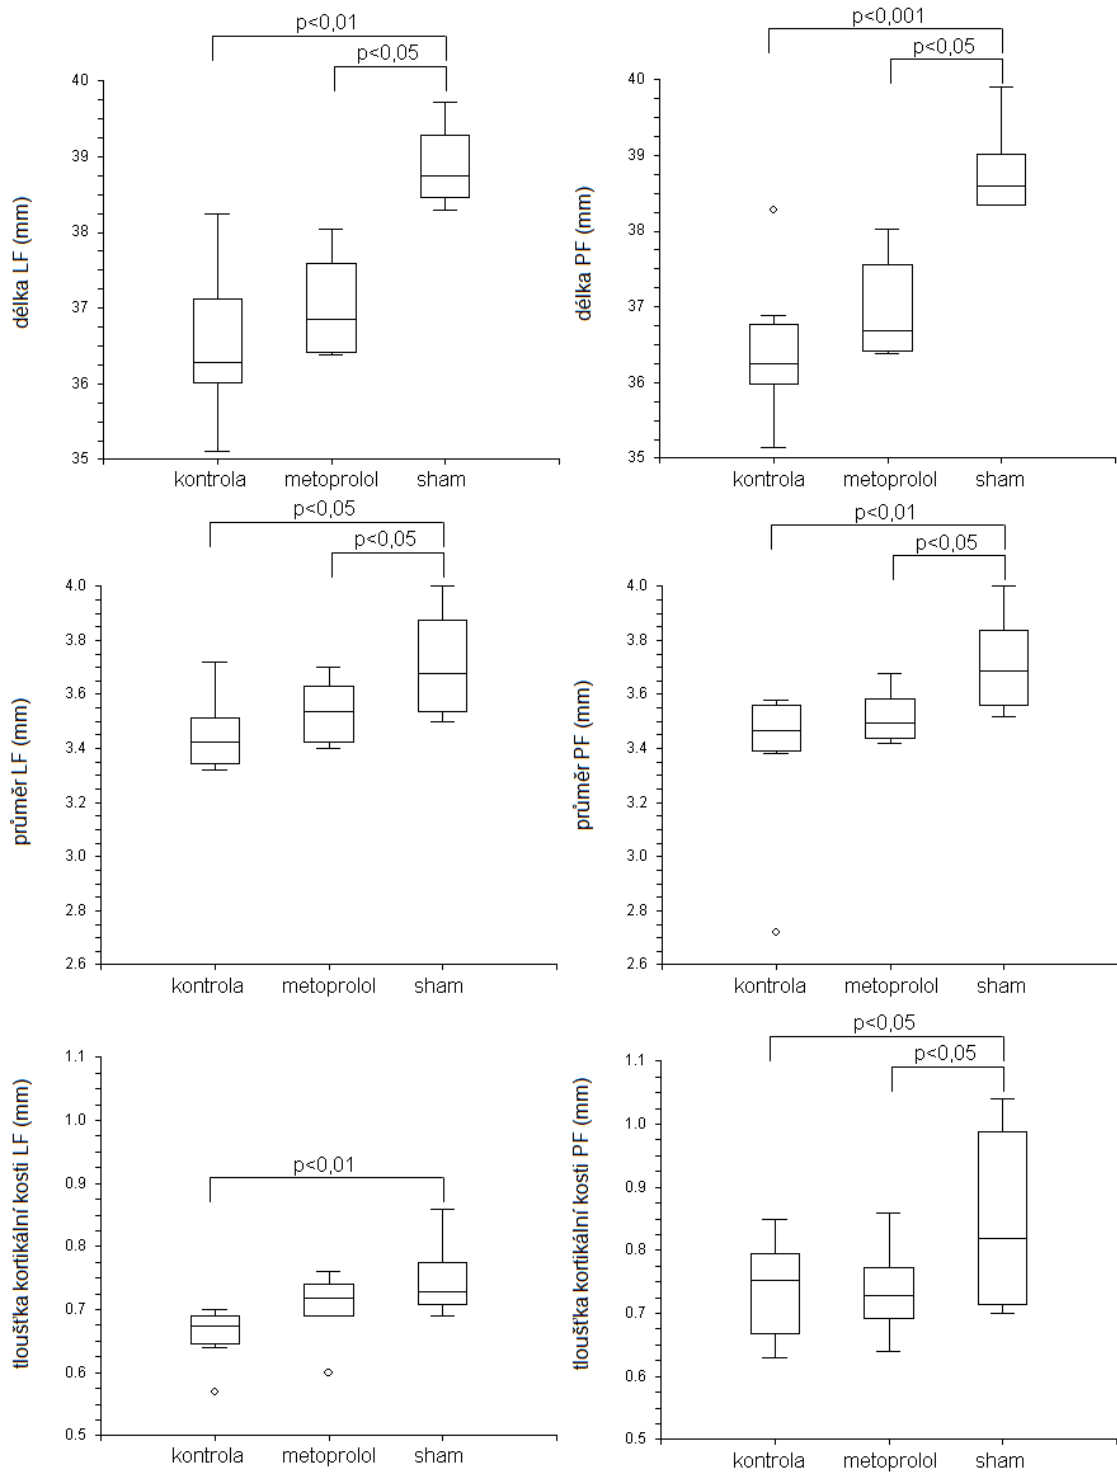 p<0,01
p<0,05
40
39
38
37
36
35
délka LF (mm)
kontrola metoprolol sham
p<0,001
p<0,05
40
39
38
37
36
35
délka PF (mm)
kontrola metoprolol sham
p<0,05
p<0,05
4.0
3.8
3.6
3.4
3.2
3.0
2.8
2.6
průměr LF (mm)
kontrola metoprolol sham
p<0,01
p<0,05
4.0
3.8
3.6
3.4
3.2
3.0
2.8
2.6
průměr PF (mm)
kontrola metoprolol sham
1.1
1.0
p<0,01
0.9
0.8
0.7
0.6
0.5
tloušťka kortikální kosti LF (mm)
kontrola metoprolol sham
p<0,05
p<0,05
1.1
1.0
0.9
0.8
0.7
0.6
0.5
tloušťka kortikální kosti PF (mm)
kontrola metoprolol sham